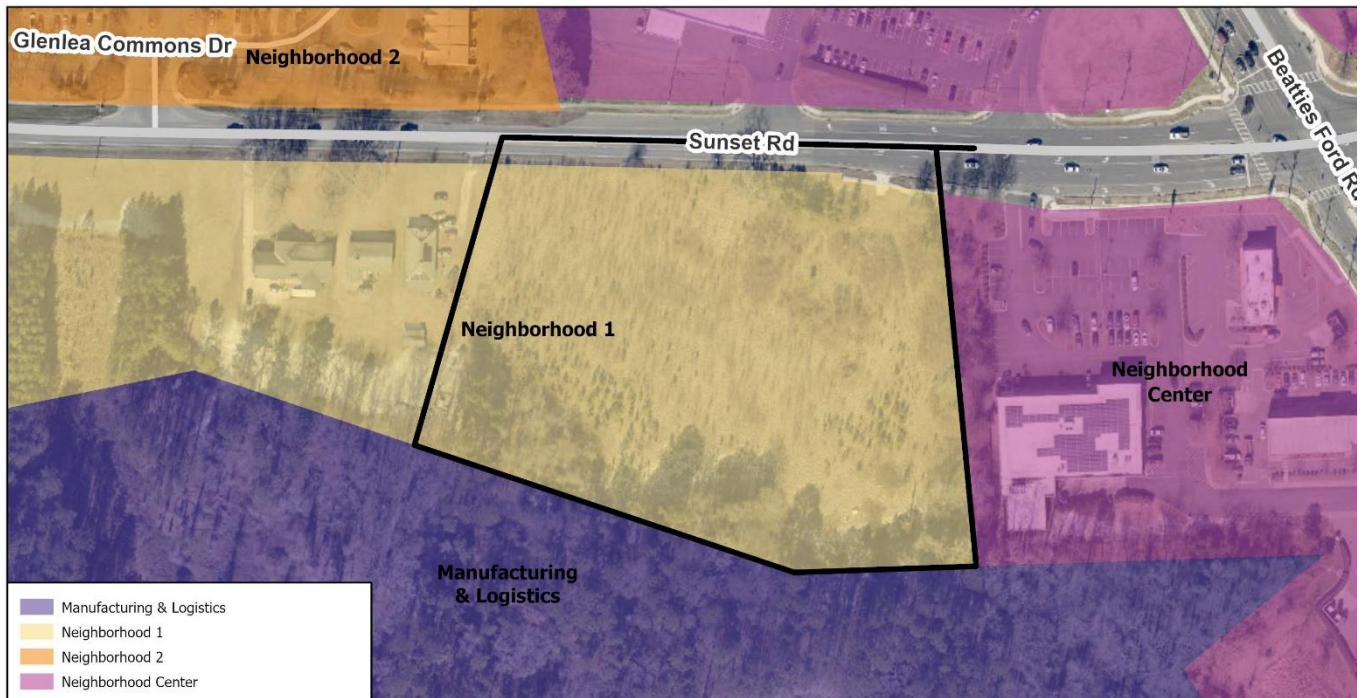 Glenlea Commons Dr
Neighborhood 2
Beatties Ford Rd
Sunset Rd
Neighborhood 1
Neighborhood
Center
Manufacturing
& Logistics
Manufacturing & Logistics
Neighborhood 1
Neighborhood 2
Neighborhood Center